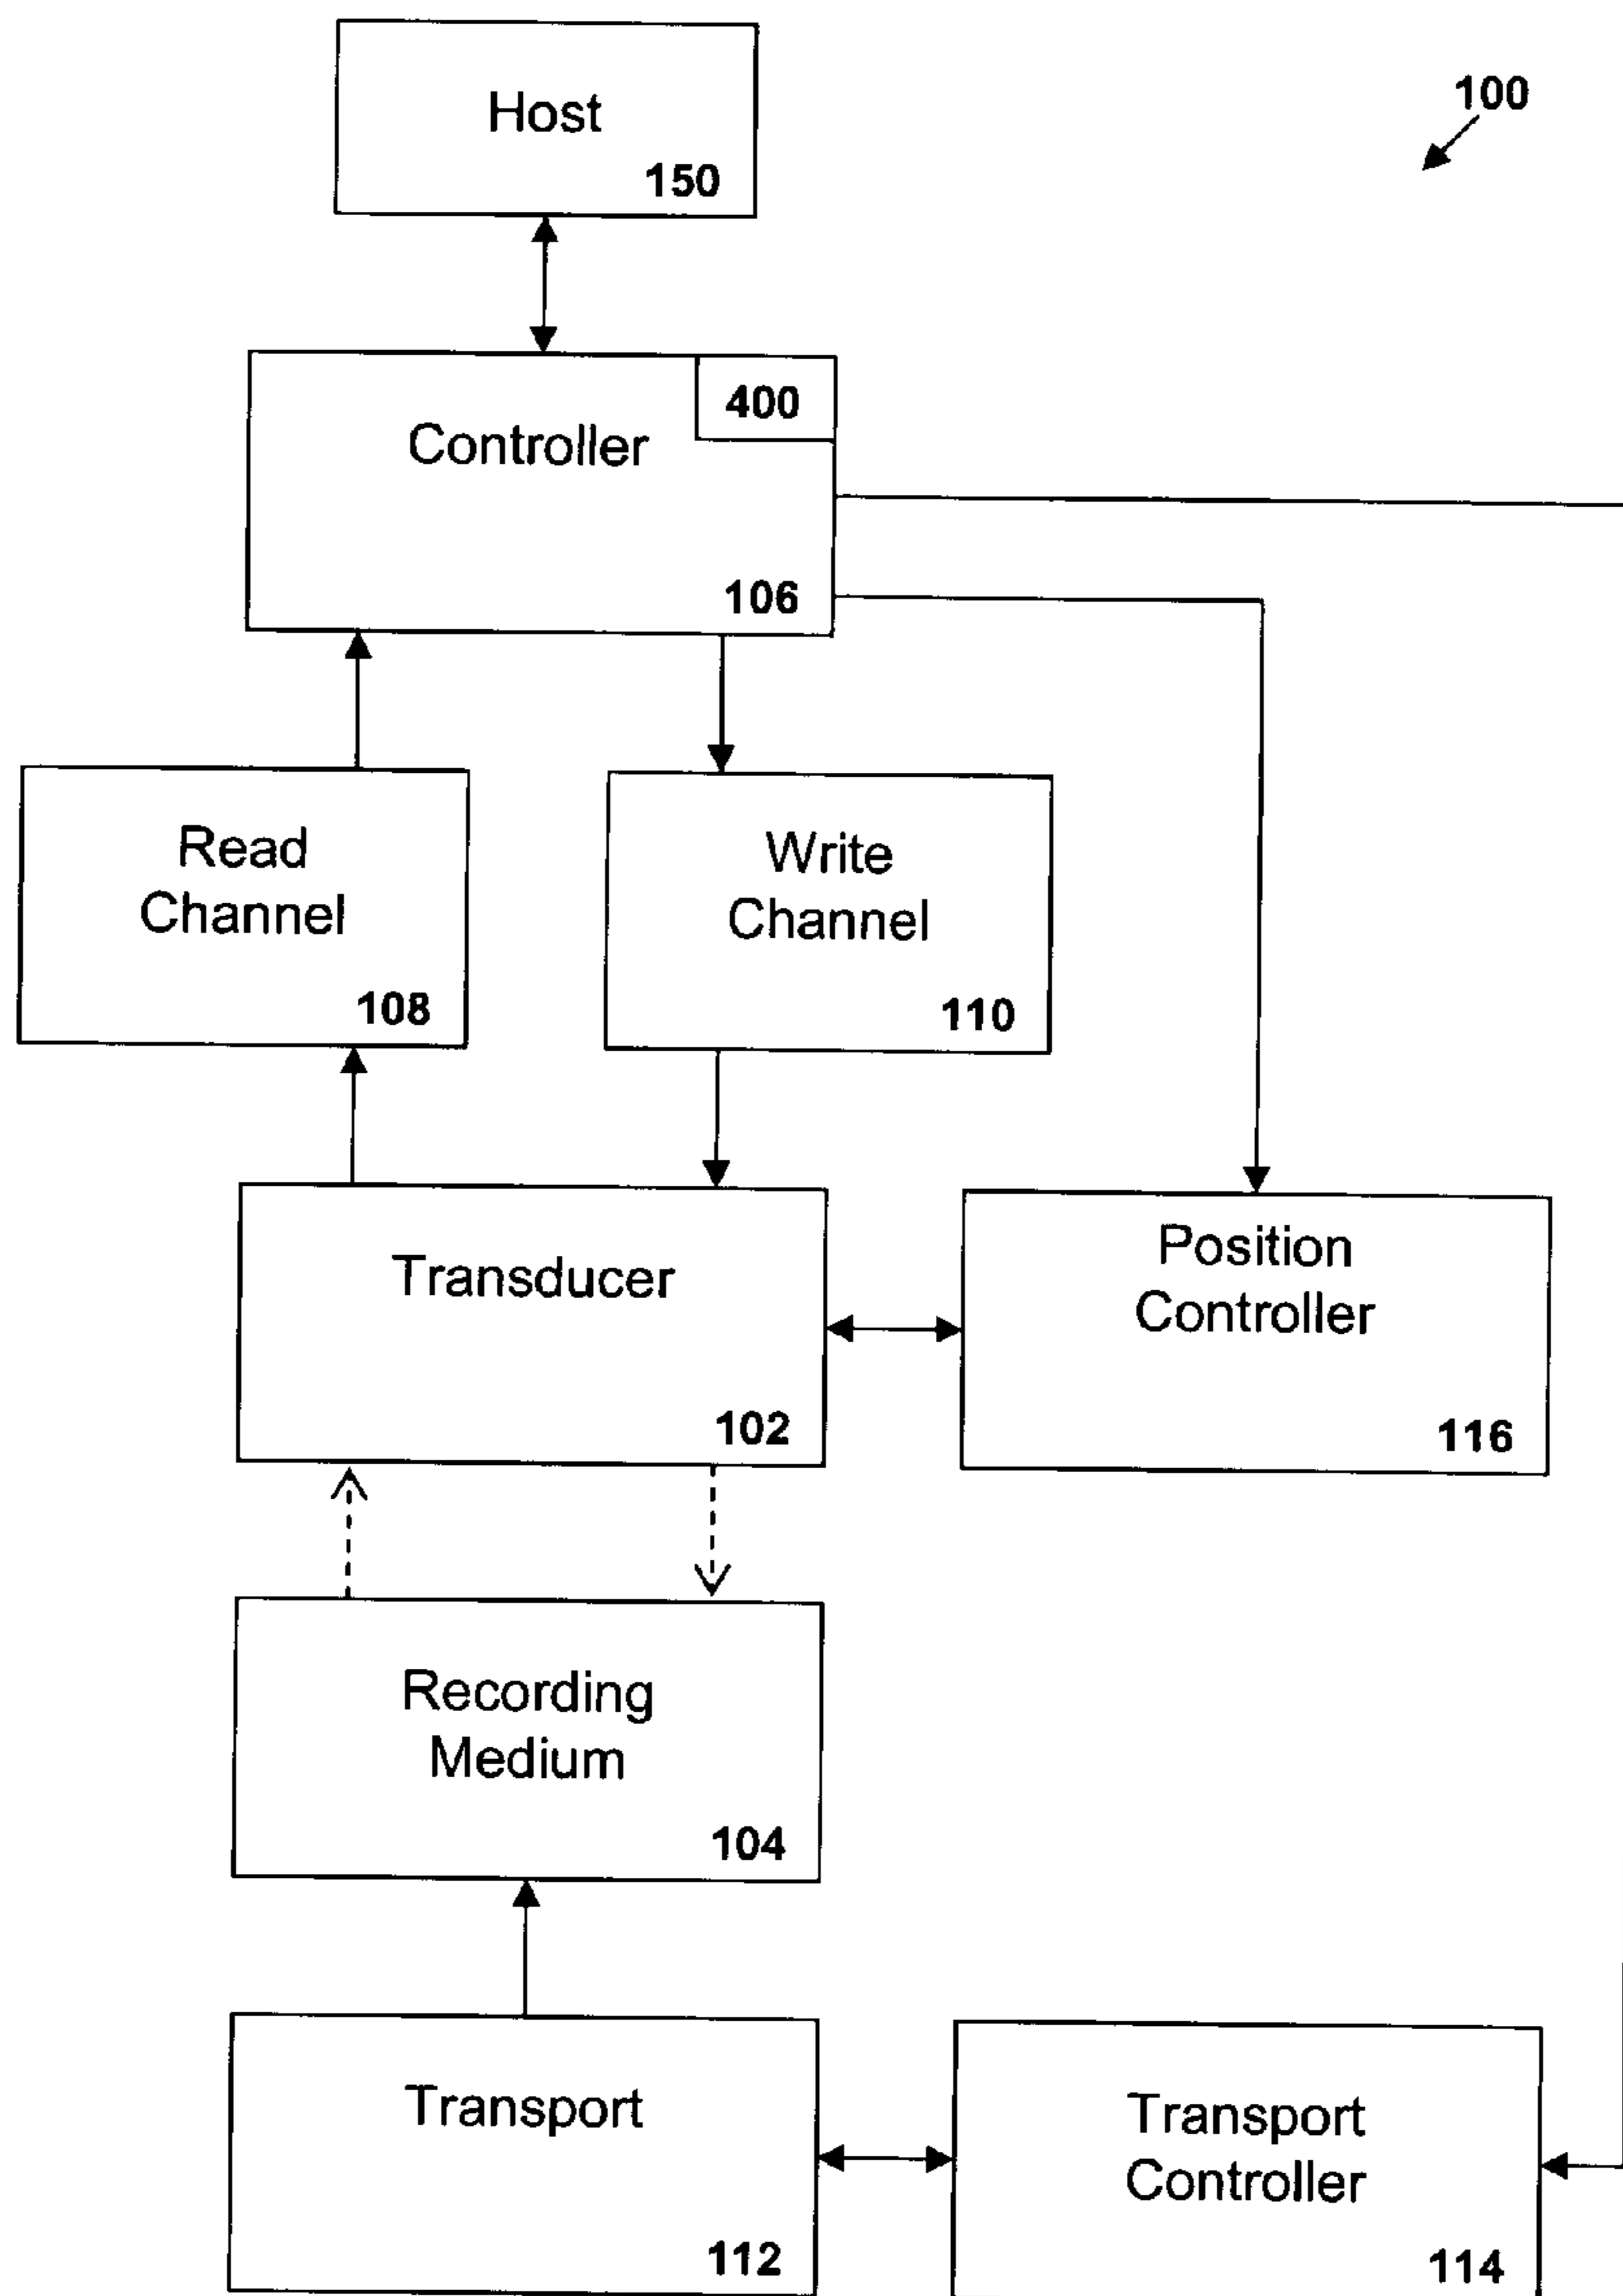 Host
150
100
400
Controller
106
Read
Channel
108
Write
Channel
110
Transducer
102
Position
Controller
116
Recording
Medium
104
Transport
112
Transport
Controller
114